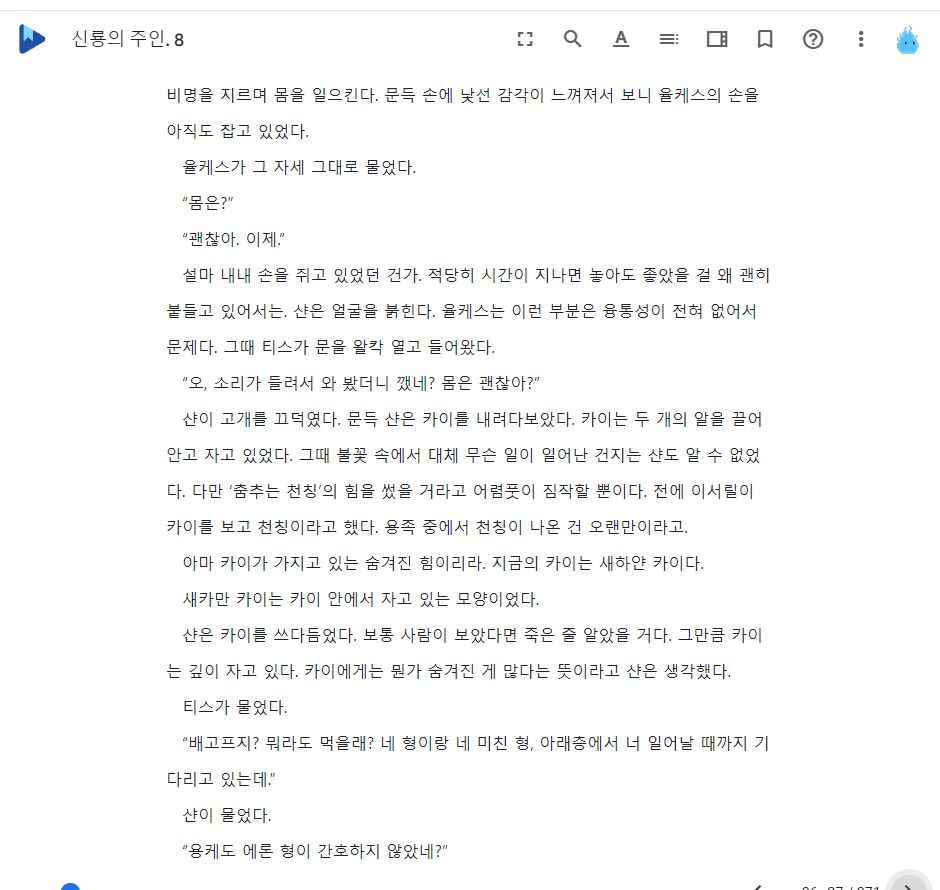 신룡의 주인. 8
비명을 지르며 몸을 일으킨다. 문득 손에 낯선 감각이 느껴져서 보니 율케스의 손을
아직도 잡고 있었다.
율케스가 그 자세 그대로 물었다.
“몸은?”
“괜찮아. 이제.”
설마 내내 손을 쥐고 있었던 건가. 적당히 시간이 지나면 놓아도 좋았을 걸 왜 괜히
붙들고 있어서는. 샨은 얼굴을 붉힌다. 율케스는 이런 부분은 융통성이 전혀 없어서
문제다. 그때 티스가 문을 왈칵 열고 들어왔다.
“오, 소리가 들려서 와 봤더니 깼네? 몸은 괜찮아?”
샨이 고개를 끄덕였다. 문득 샨은 카이를 내려다보았다. 카이는 두 개의 알을 끌어
안고 자고 있었다. 그때 불꽃 속에서 대체 무슨 일이 일어난 건지는 샨도 알 수 없었
다. 다만 ‘춤추는 천칭’의 힘을 썼을 거라고 어렴풋이 짐작할 뿐이다. 전에 이서릴이
카이를 보고 천칭이라고 했다. 용족 중에서 천칭이 나온 건 오랜만이라고.
아마 카이가 가지고 있는 숨겨진 힘이리라. 지금의 카이는 새하얀 카이다.
새카만 카이는 카이 안에서 자고 있는 모양이었다.
샨은 카이를 쓰다듬었다. 보통 사람이 보았다면 죽은 줄 알았을 거다. 그만큼 카이
는 깊이 자고 있다. 카이에게는 뭔가 숨겨진 게 많다는 뜻이라고 샨은 생각했다.
티스가 물었다.
“배고프지? 뭐라도 먹을래? 네 형이랑 네 미친 형, 아래층에서 너 일어날 때까지 기
다리고 있는데.”
샨이 물었다.
“용케도 에론 형이 간호하지 않았네?”